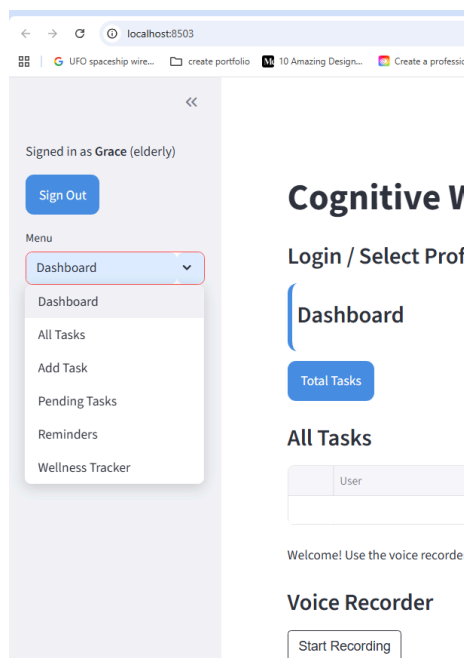 localhost:8503
UFO spaceship wire... create portfolio 10 Amazing Design... Create a professio
Signed in as Grace (elderly)
Sign Out
Menu
Dashboard
Dashboard
All Tasks
Add Task
Pending Tasks
Reminders
Wellness Tracker
Cognitive W
Login / Select Prof
Dashboard
Total Tasks
All Tasks
User
Welcome! Use the voice recorde
Voice Recorder
Start Recording